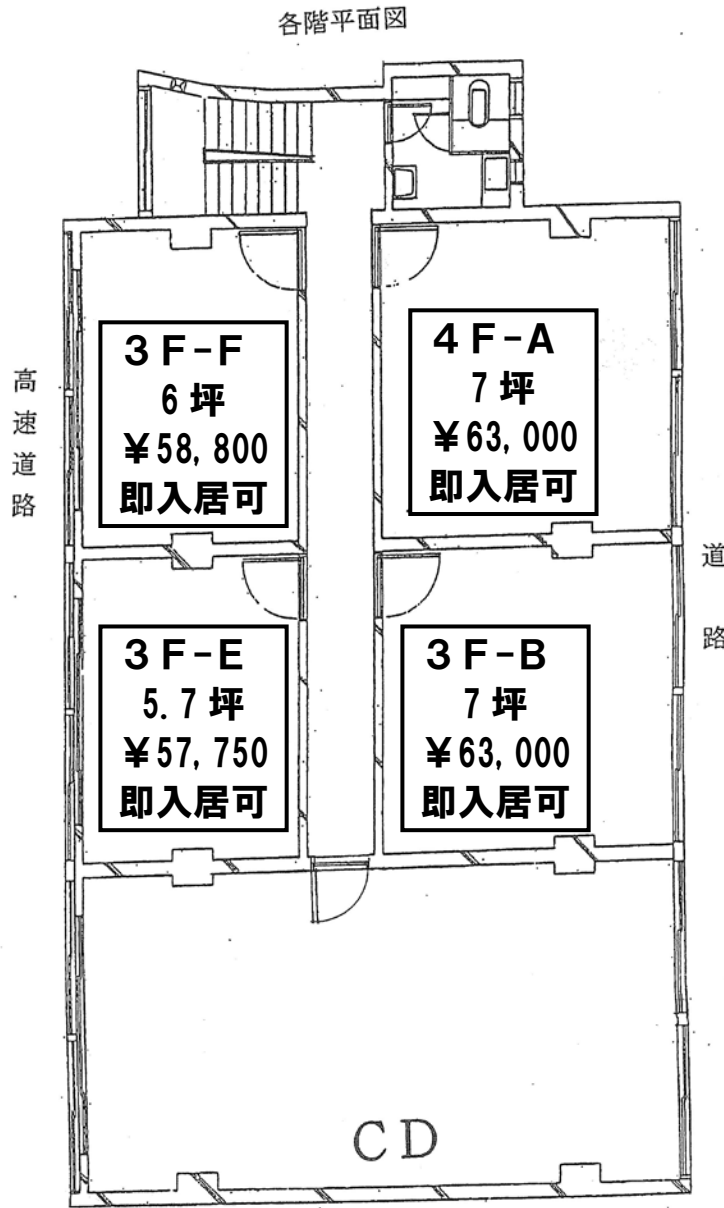 各階平面図
3F-F
6坪
¥58,800
即入居可
4F-A
7坪
¥63,000
即入居可
高速道路
道路
3F-E
5.7坪
¥57,750
即入居可
3F-B
7坪
¥63,000
即入居可
CD